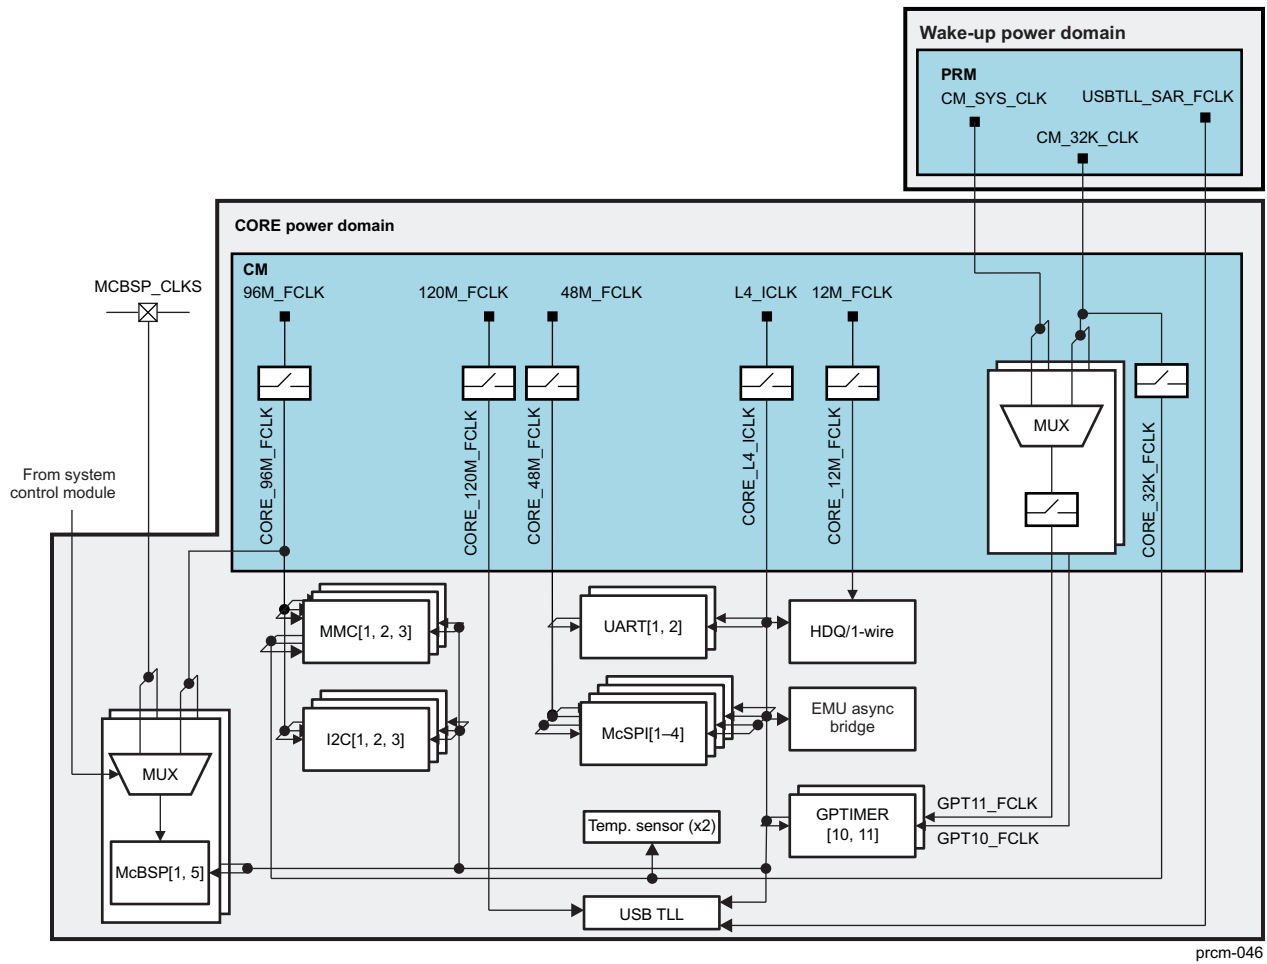 Wake-up power domain
PRM
CM_SYS_CLK
USBTLL_SAR_FCLK
CM_32K_CLK
CORE power domain
CM
MCBSP_CLKS
96M_FCLK
120M_FCLK
48M_FCLK
L4_ICLK
12M_FCLK
MUX
CORE_96M_FCLK
CORE_120M_FCLK
CORE_48M_FCLK
CORE_L4_ICLK
CORE_12M_FCLK
CORE_32K_FCLK
From system
control module
MMC[1, 2, 3]
UART[1, 2]
HDQ/1-wire
I2C[1, 2, 3]
McSPI[1–4]
EMU async
bridge
MUX
McBSP[1, 5]
Temp. sensor (x2)
GPTIMER
[10, 11]
GPT11_FCLK
GPT10_FCLK
USB TLL
prcm-046